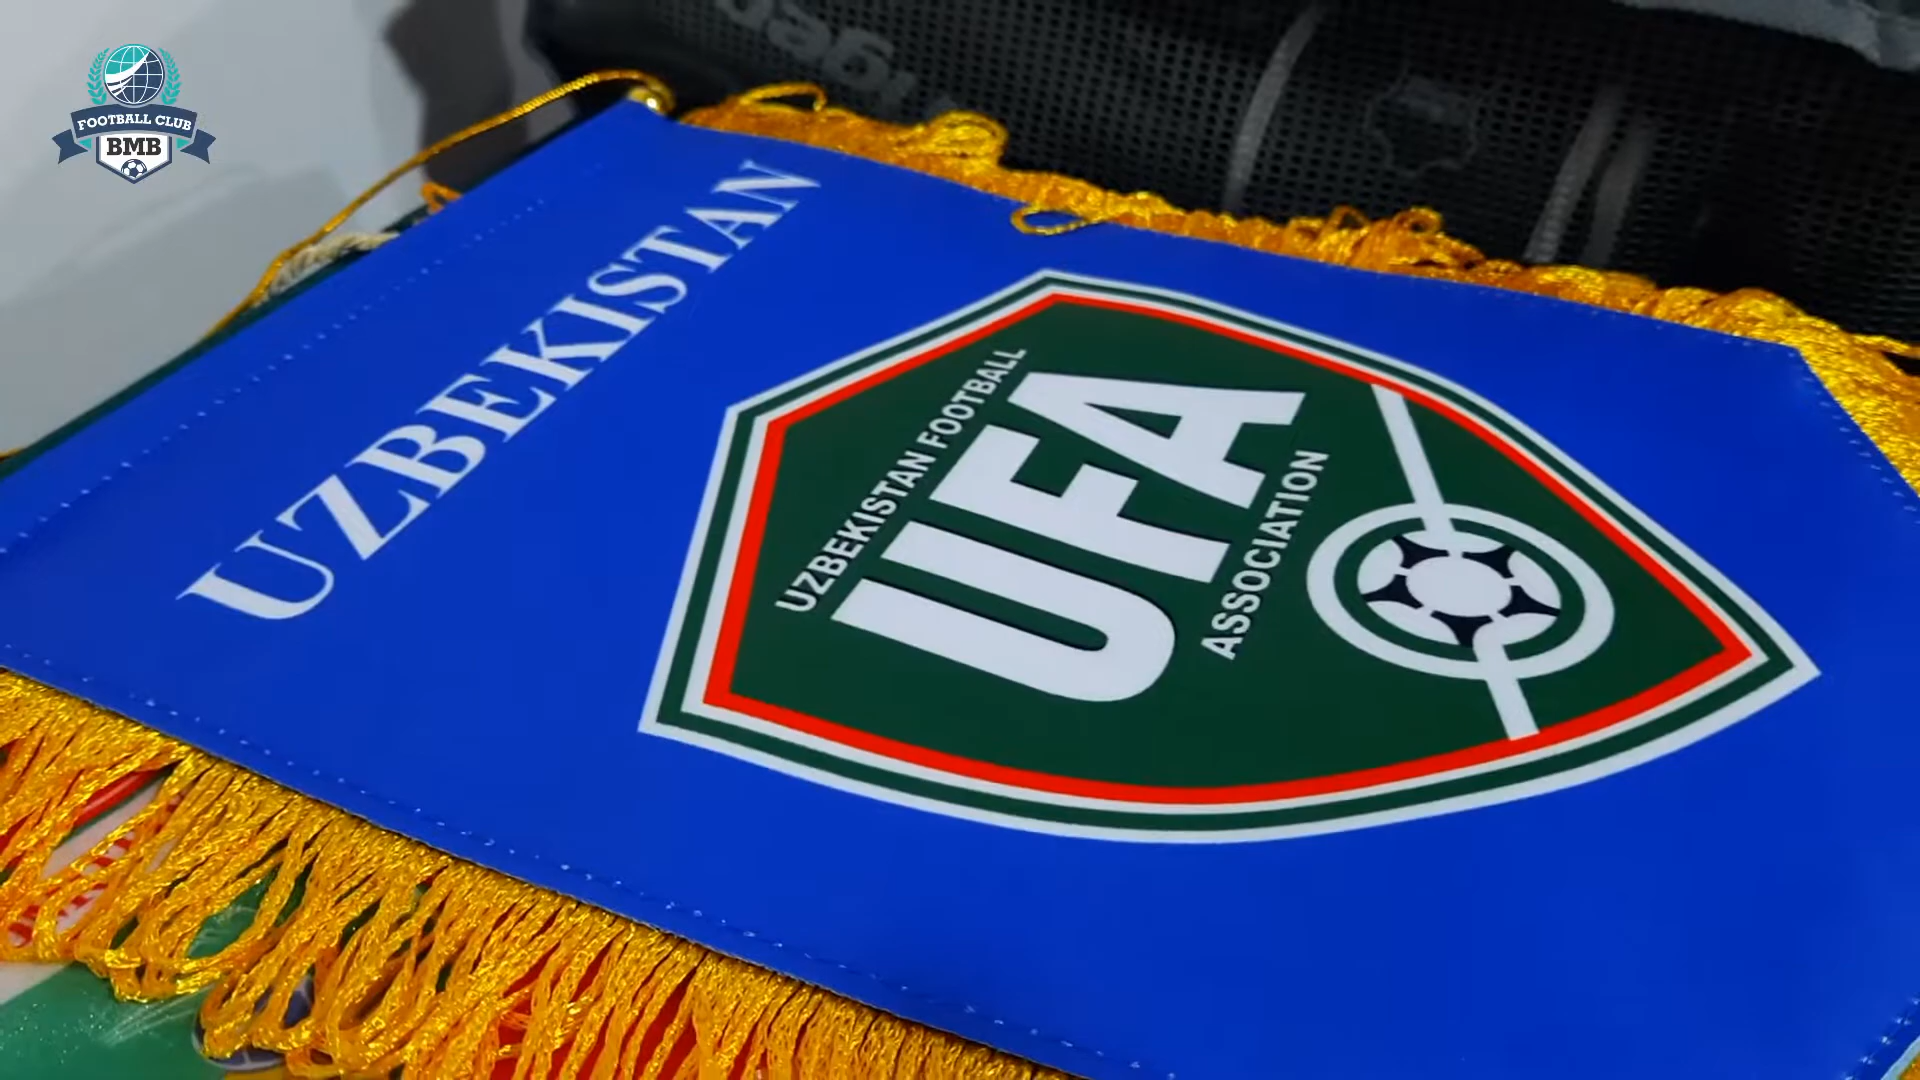 FOOTBALL CLUB
BMB
UZBEKISTAN
UZBEKISTAN FOOTBALL
UFA
ASSOCIATION